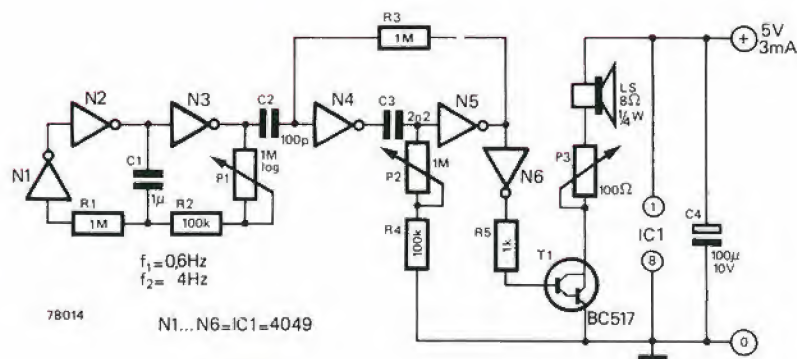 R3
1M
5V
3mA
+
N2
N3
C2
N4
C3
N5
LS
8Ω
¼W
100p
2n2
N1
C1
1μ
1M
log
P1
1M
P2
N6
P3
100Ω
R1
1M
R2
100k
R4
100k
R5
1k
1
IC1
8
C4
100μ
10V
T1
BC517
f1=0,6Hz
f2= 4Hz
78014
N1...N6=IC1=4049
0